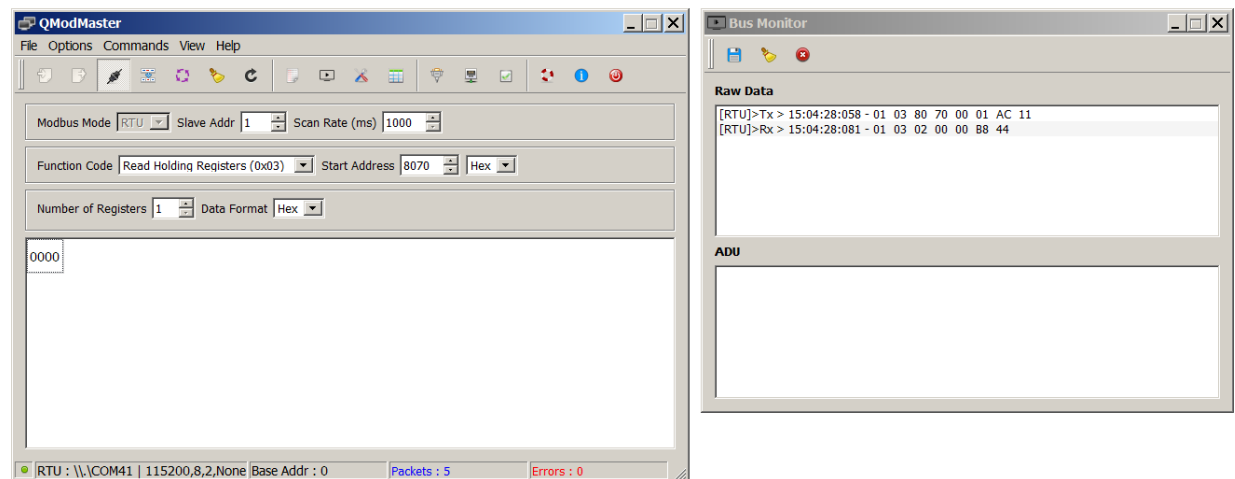 QModMaster
File Options Commands View Help
Modbus Mode RTU Slave Addr 1 Scan Rate (ms) 1000
Function Code Read Holding Registers (0x03) Start Address 8070 Hex
Number of Registers 1 Data Format Hex
0000
RTU : \\.\COM41 | 115200,8,2,None Base Addr : 0 Packets : 5 Errors : 0
Bus Monitor
Raw Data
[RTU]>Tx > 15:04:28:058 - 01 03 80 70 00 01 AC 11
[RTU]>Rx > 15:04:28:081 - 01 03 02 00 00 B8 44
ADU